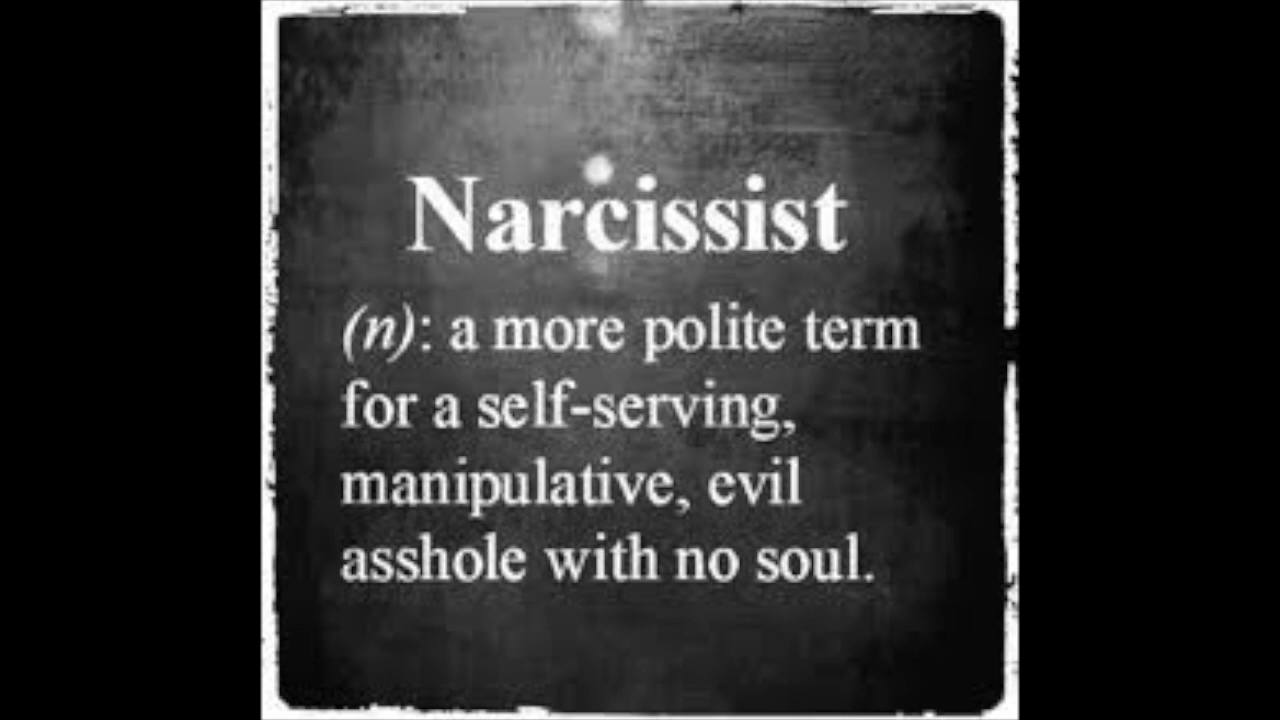 Narcissist
(n): a more polite term
for a self-serving,
manipulative, evil
asshole with no soul.